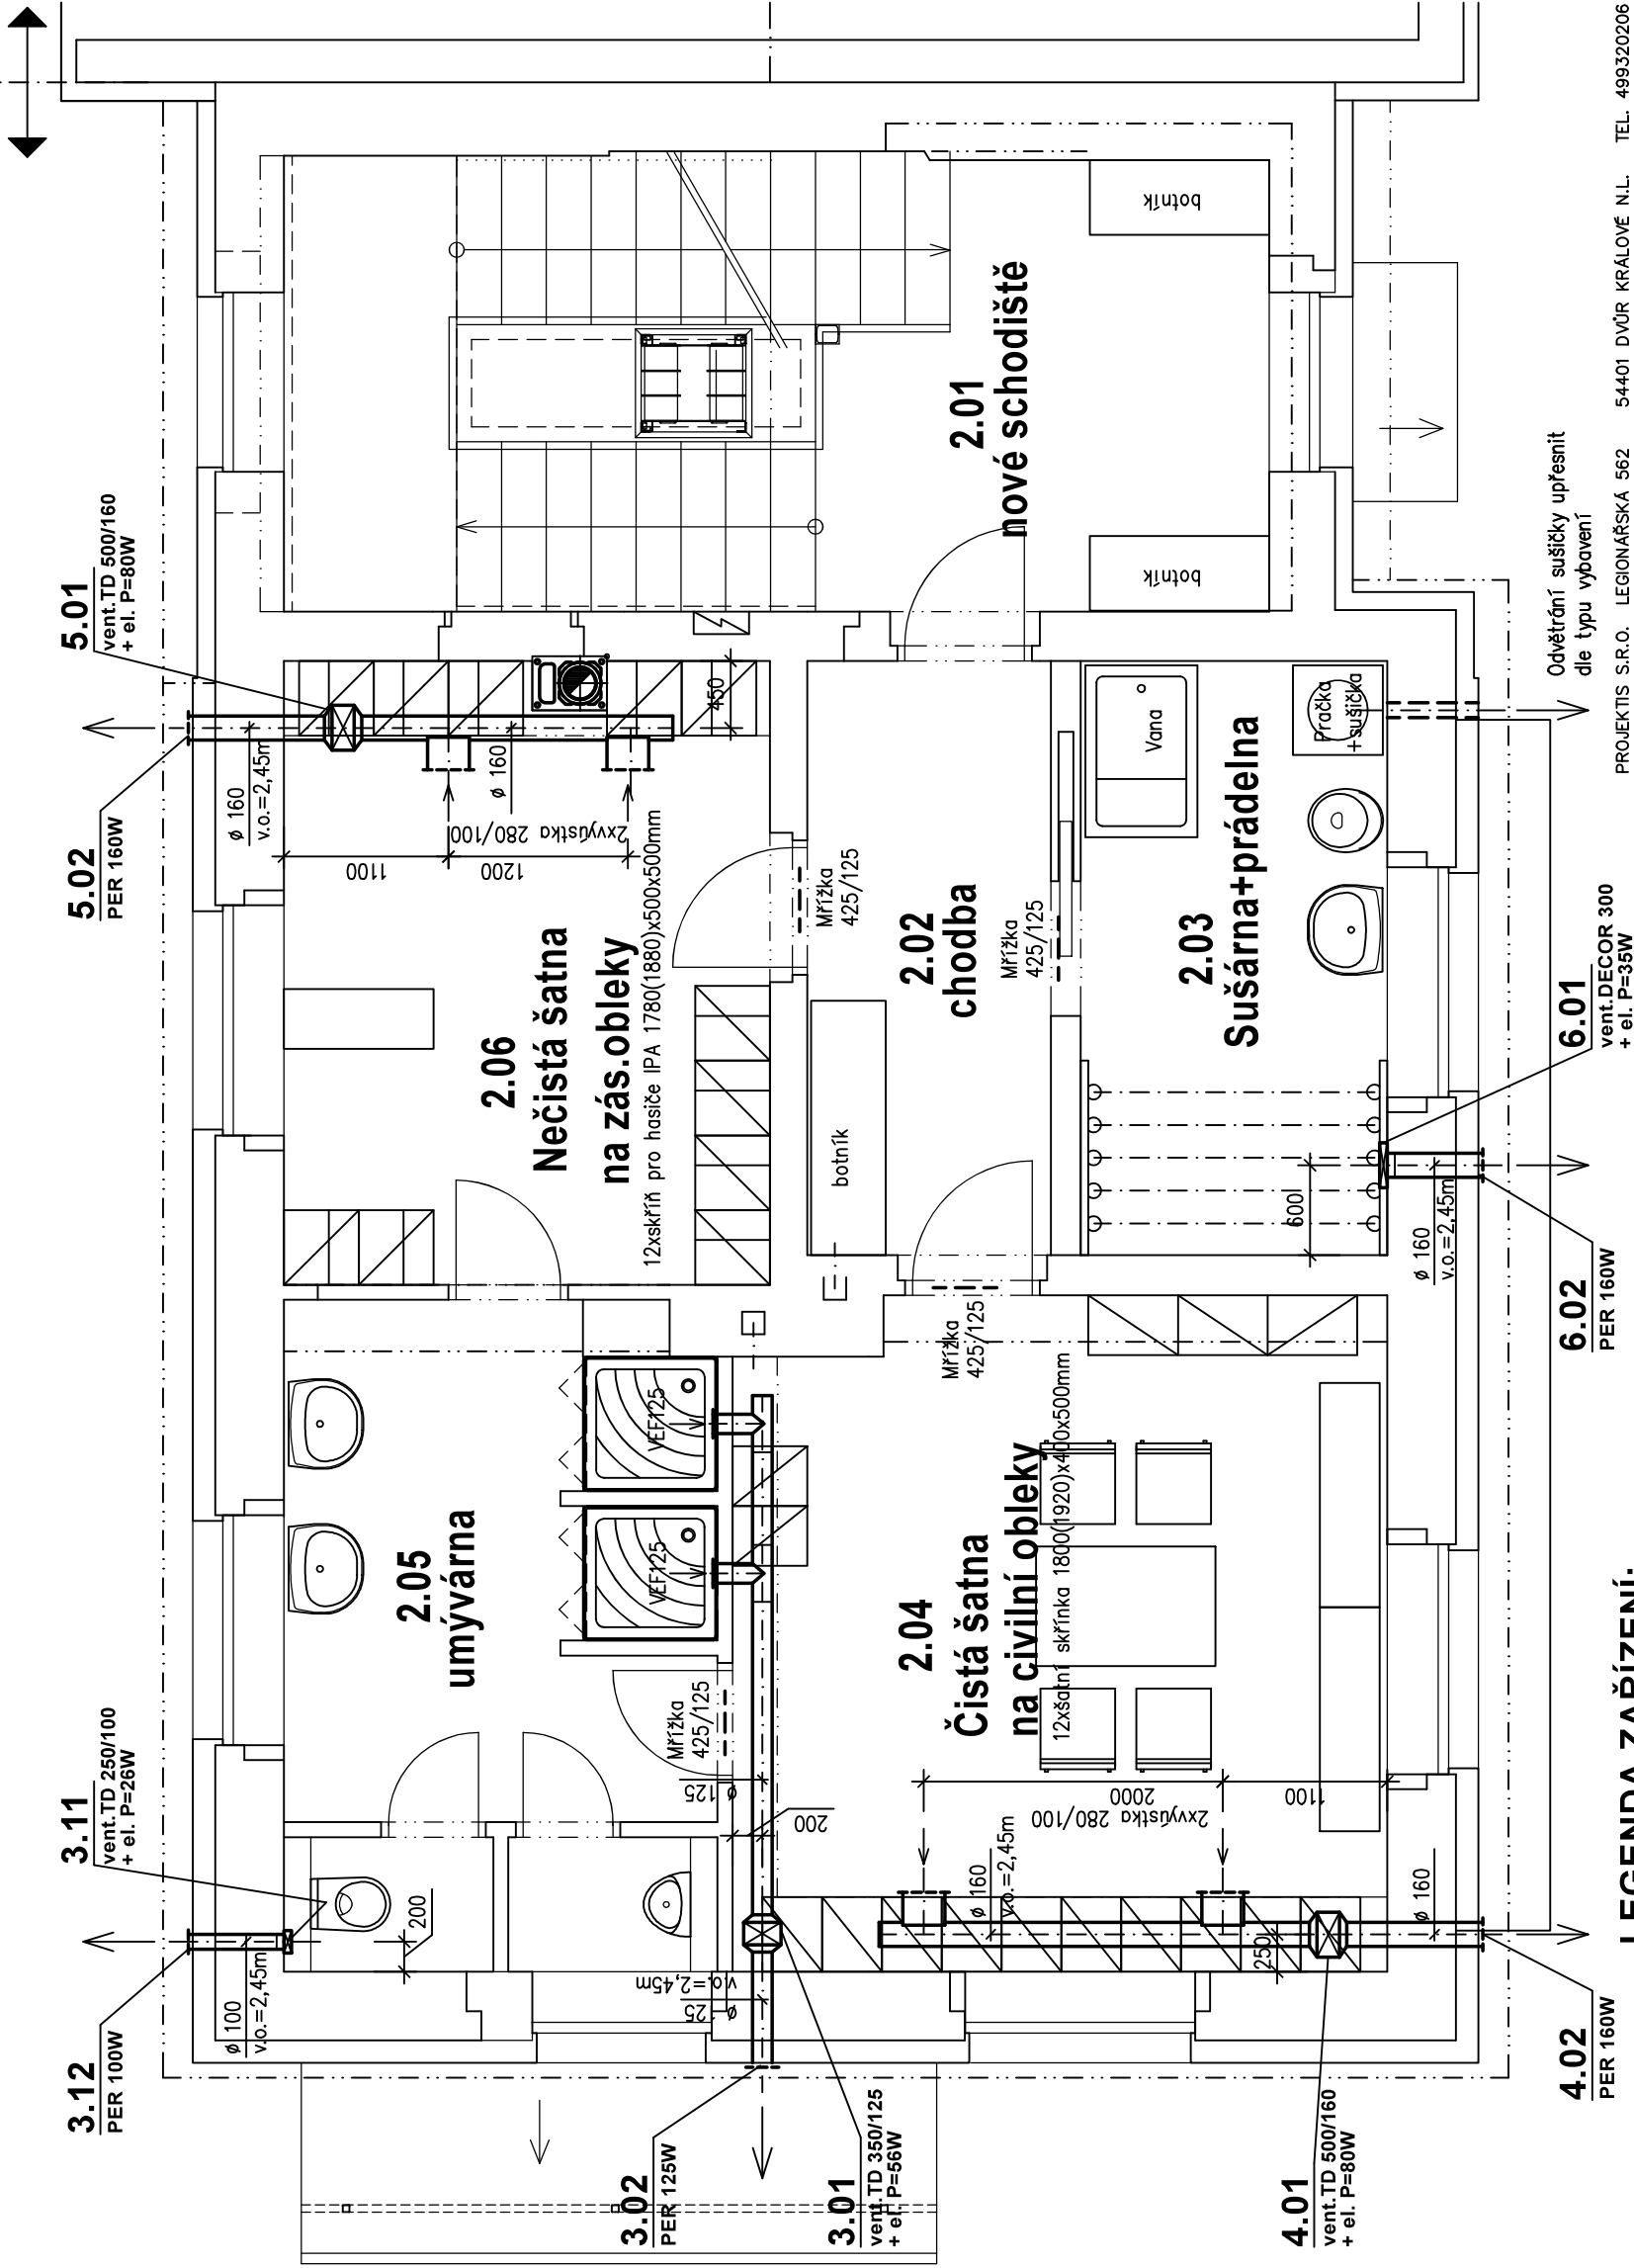 5.01
vent.TD 500/160
+ el. P=80W
5.02
PER 160W
3.11
vent.TD 250/100
+ el. P=26W
3.12
PER 100W
ø 160
v.o.=2,45m
1100
1200
2xvyústka 280/100
ø 160
450
2.06
Nečistá šatna
na zás.obleky
12xskříň pro hasiče IPA 1780(1880)x500x500mm
2.01
nové schodiště
botník
botník
2.05
umývárna
VEF125
VEF125
Mřížka
425/125
ø 100
v.o.=2,45m
200
ø 125
200
ø 125
v.o.=2,45m
Mřížka
425/125
2.02
chodba
botník
Mřížka
425/125
Mřížka
425/125
2.03
Sušárna+prádelna
Vana
Pračka
+sušička
600
ø 160
v.o.=2,45m
2.04
Čistá šatna
na civilní obleky
12xšatní skřínka 1800(1920)x400x500mm
2000
1100
2xvyústka 280/100
ø 160
v.o.=2,45m
250
ø 160
3.02
PER 125W
3.01
vent.TD 350/125
+ el. P=56W
4.01
vent.TD 500/160
+ el. P=80W
4.02
PER 160W
6.02
PER 160W
6.01
vent.DECOR 300
+ el. P=35W
Odvětrání sušičky upřesnit
dle typu vybavení
LEGENDA ZAŘÍZENÍ:
PROJEKTIS S.R.O. LEGIONÁŘSKÁ 562 54401 DVŮR KRÁLOVÉ N.L. TEL. 499320206